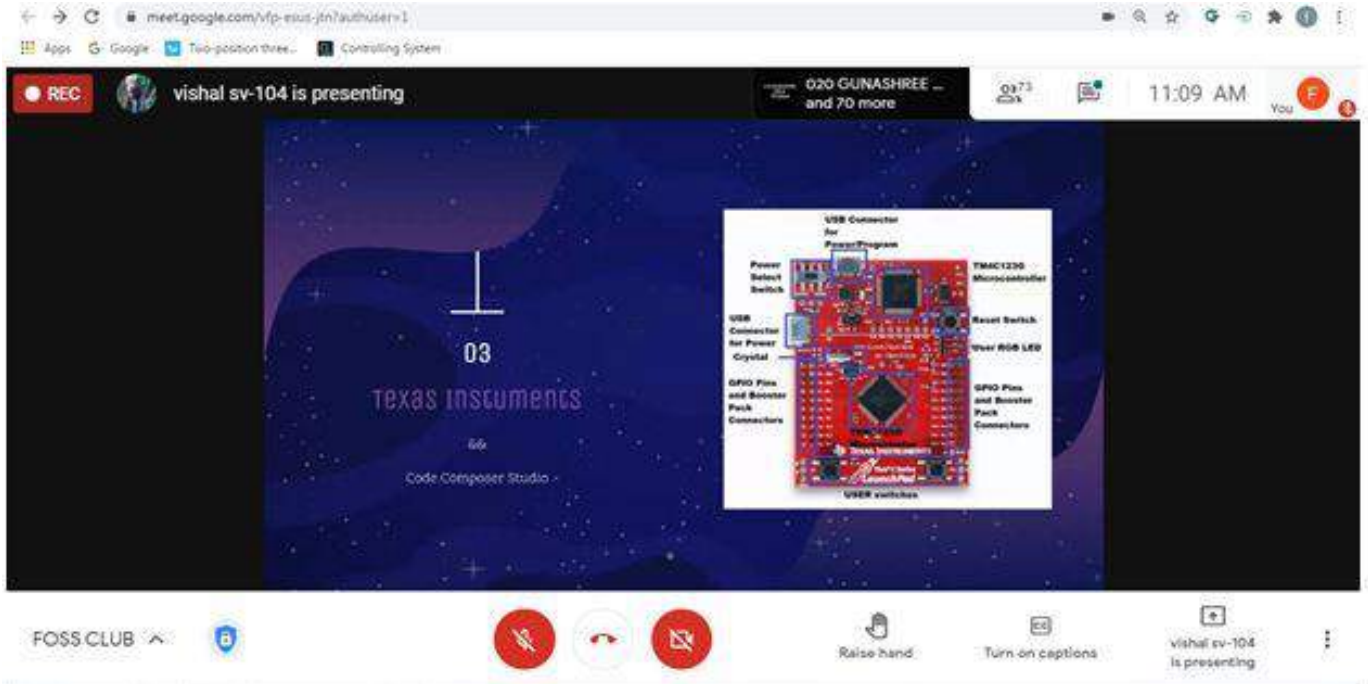 meet.google.com/vfp-esus-jtn?authuser=1
Apps
Google
Two-position three...
Controlling System
REC
vishal sv-104 is presenting
020 GUNASHREE ...
and 70 more
73
11:09 AM
You
F
03
Texas Instuments
&&
Code Composer Studio -
USB Connector
for
Power/Program
Power
Select
Switch
TM4C123G
Microcontroller
USB
Connector
for Power
Reset Switch
User RGB LED
Crystal
GPIO Pins
and Booster
Pack
Connectors
GPIO Pins
and Booster
Pack
Connectors
TEXAS INSTRUMENTS
LaunchPad
USER switches
FOSS CLUB
Raise hand
CC
Turn on captions
vishal sv-104
is presenting